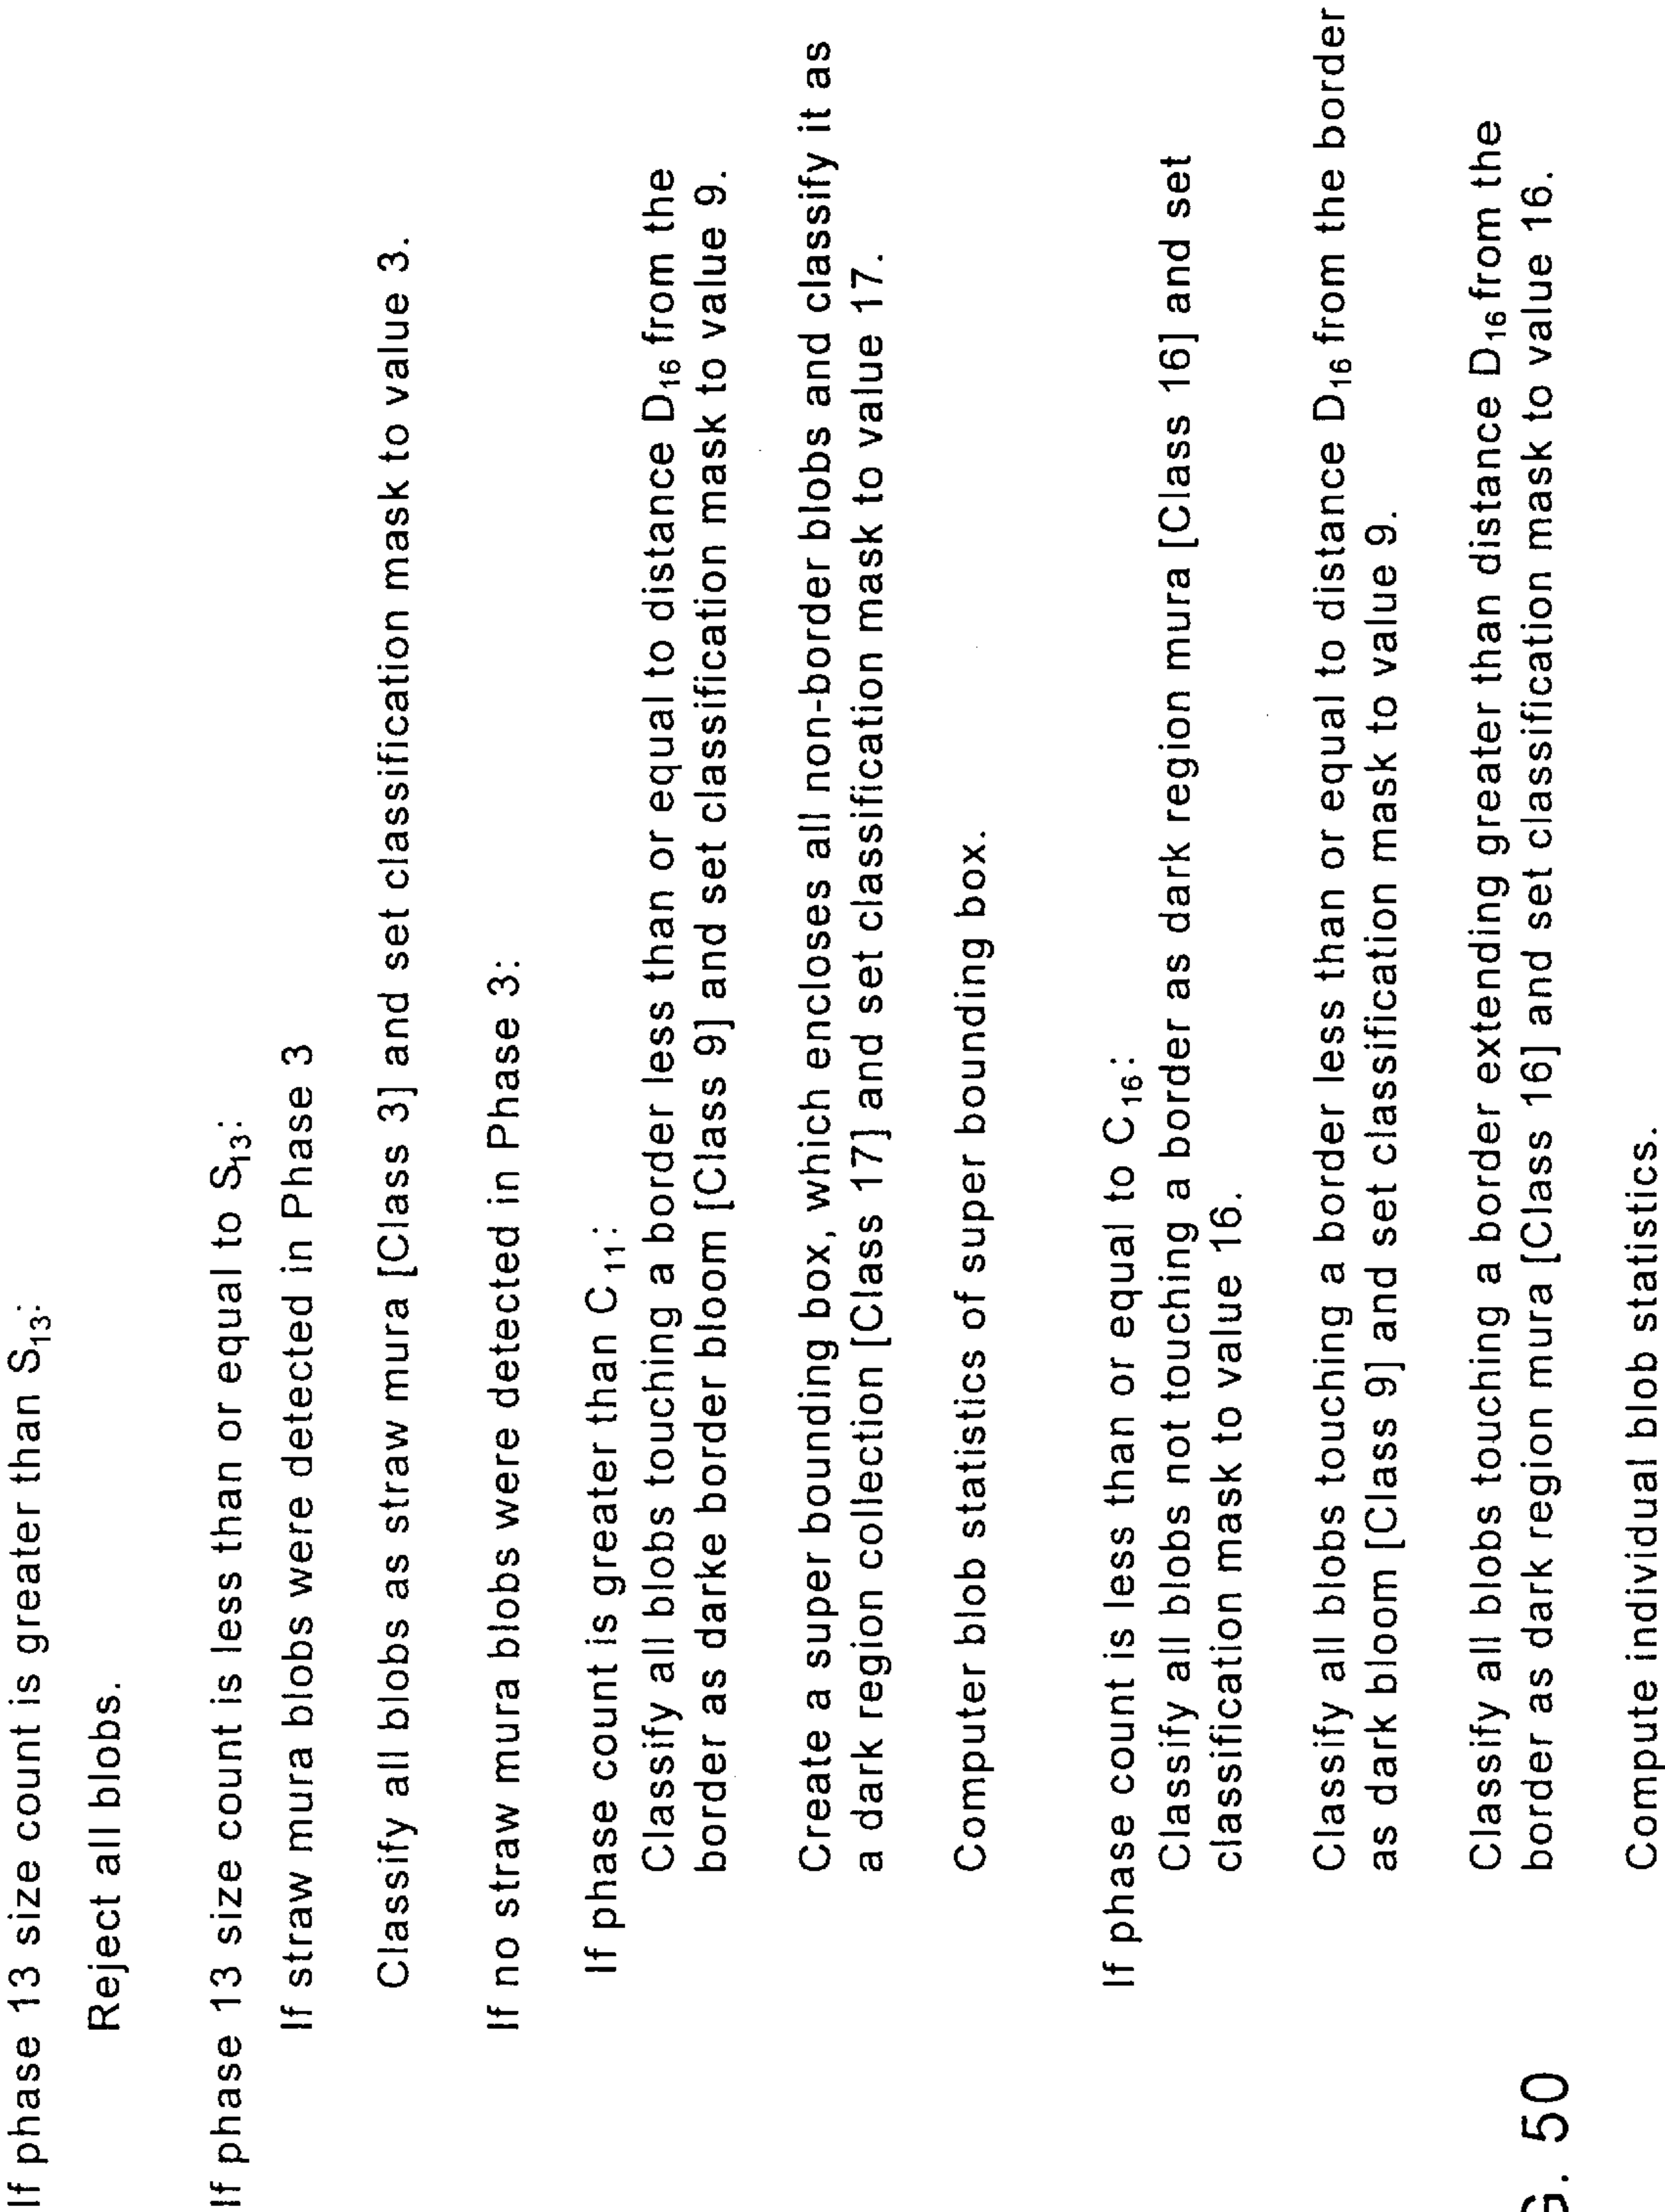 If phase 13 size count is greater than S₁₃:
Reject all blobs.
If phase 13 size count is less than or equal to S₁₃:
If straw mura blobs were detected in Phase 3
Classify all blobs as straw mura [Class 3] and set classification mask to value 3.
If no straw mura blobs were detected in Phase 3:
If phase count is greater than C₁₁:
Classify all blobs touching a border less than or equal to distance D₁₆ from the
border as darke border bloom [Class 9] and set classification mask to value 9.
Create a super bounding box, which encloses all non-border blobs and classify it as
a dark region collection [Class 17] and set classification mask to value 17.
Computer blob statistics of super bounding box.
If phase count is less than or equal to C₁₆:
Classify all blobs not touching a border as dark region mura [Class 16] and set
classification mask to value 16.
Classify all blobs touching a border less than or equal to distance D₁₆ from the border
as dark bloom [Class 9] and set classification mask to value 9.
Classify all blobs touching a border extending greater than distance D₁₆ from the
border as dark region mura [Class 16] and set classification mask to value 16.
Compute individual blob statistics.
G. 50